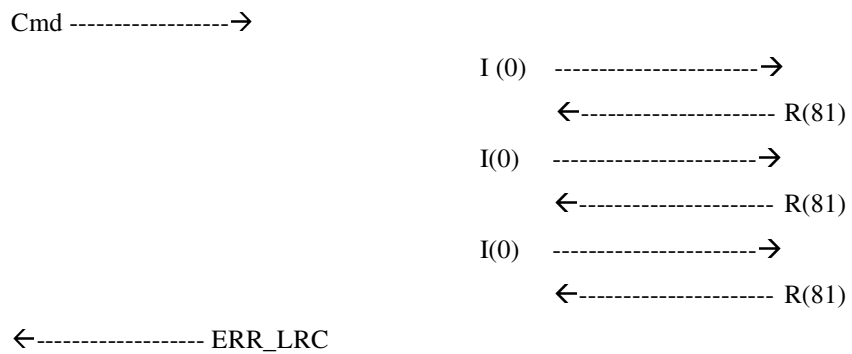 Cmd ------------------→
I (0) -----------------------→
←---------------------- R(81)
I(0) -----------------------→
←---------------------- R(81)
I(0) -----------------------→
←---------------------- R(81)
←------------------- ERR_LRC